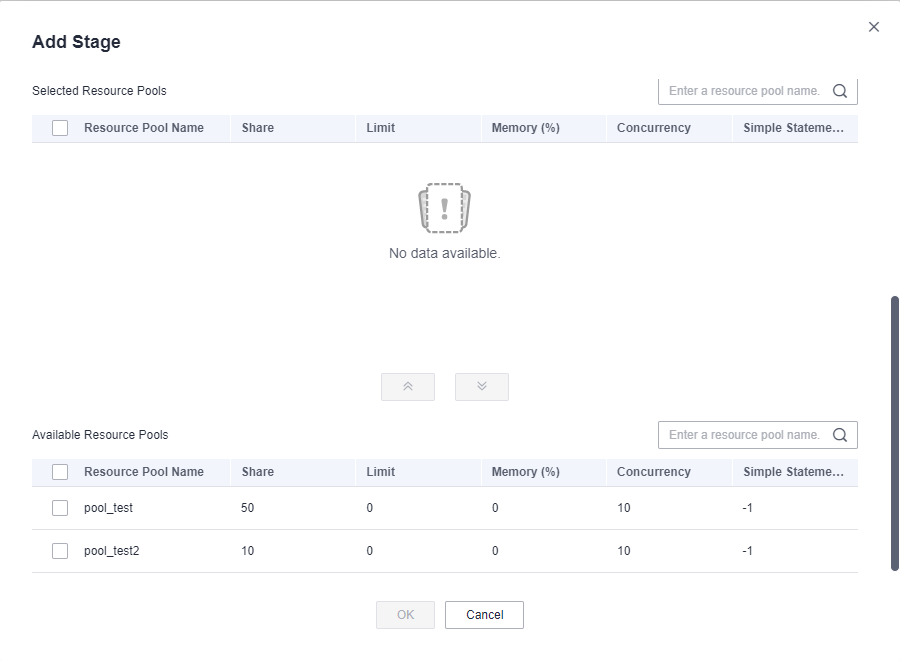 Add Stage
Selected Resource Pools
Enter a resource pool name.
Resource Pool Name Share Limit Memory (%) Concurrency Simple Stateme...
No data available.
Available Resource Pools
Enter a resource pool name.
Resource Pool Name Share Limit Memory (%) Concurrency Simple Stateme...
pool_test 50 0 0 10 -1
pool_test2 10 0 0 10 -1
OK Cancel